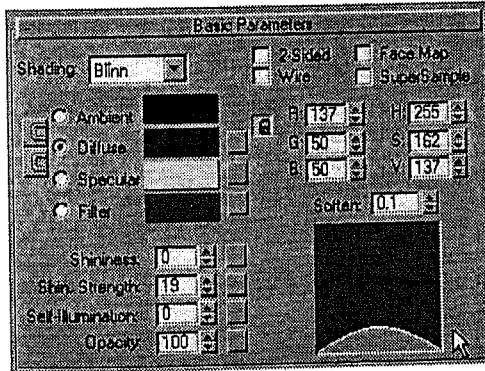 Basic Parameters
Shading: Blinn
2-Sided
Face Map
Wire
SuperSample
Ambient
Diffuse
Specular
Filter
R: 137
H: 255
G: 50
S: 162
B: 50
V: 137
Soften: 0.1
Shininess: 0
Shin. Strength: 19
Self-Illumination: 0
Opacity: 100